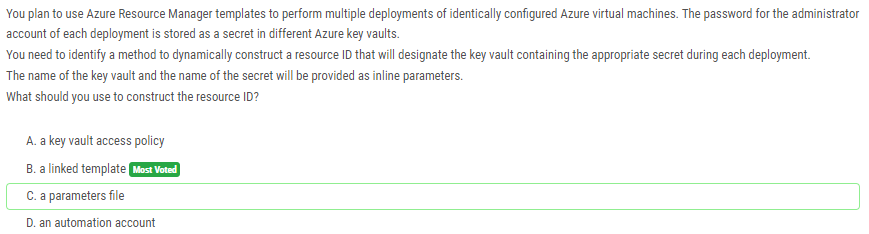 You plan to use Azure Resource Manager templates to perform multiple deployments of identically configured Azure virtual machines. The password for the administrator
account of each deployment is stored as a secret in different Azure key vaults.
You need to identify a method to dynamically construct a resource ID that will designate the key vault containing the appropriate secret during each deployment.
The name of the key vault and the name of the secret will be provided as inline parameters.
What should you use to construct the resource ID?
A. a key vault access policy
B. a linked template Most Voted
C. a parameters file
D. an automation account